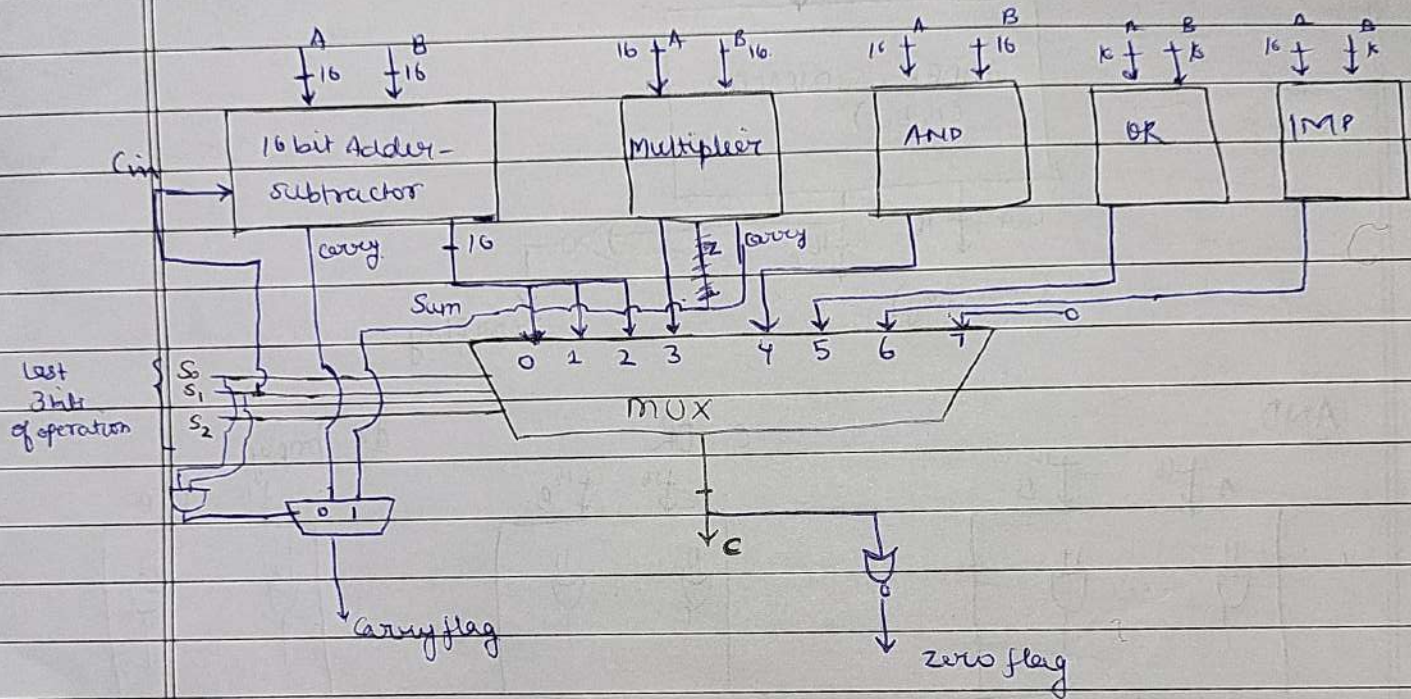 A B 16 A B 16. A B A B A B
16 16 16 16 16
16 bit Adder-
subtractor
Multiplier
AND
OR
IMP
Cin
carry
16
Z
carry
Sum
0
0 1 2 3 4 5 6 7
Last
3 bits
of operation
S0
S1
S2
MUX
0 1
C
carry flag
Zero flag